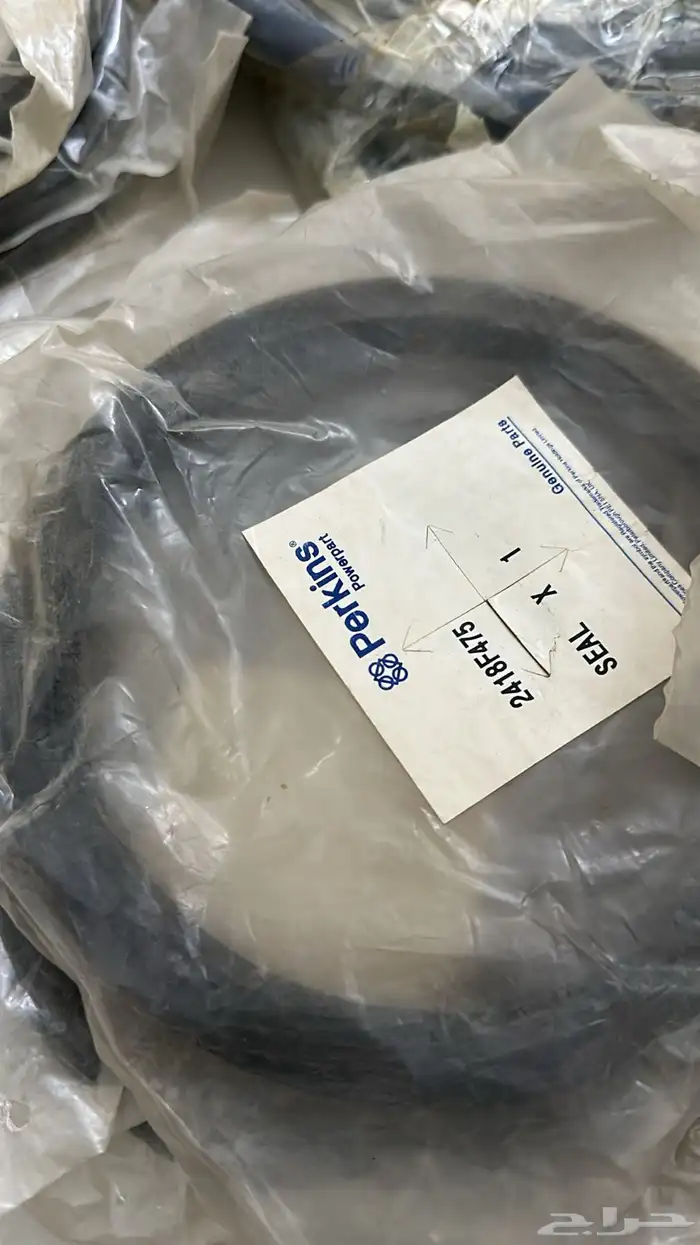 Perkins®
Powerpart
2418F475
X 1
SEAL
Genuine Parts
حراج